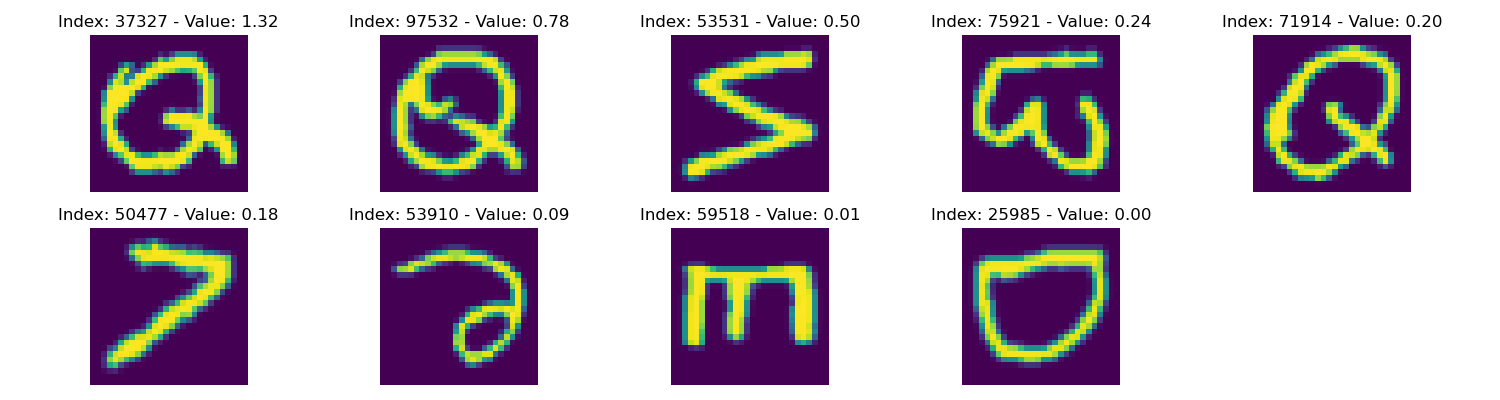 Index: 37327 - Value: 1.32 Index: 97532 - Value: 0.78 Index: 53531 - Value: 0.50 Index: 75921 - Value: 0.24 Index: 71914 - Value: 0.20
Q Q Q
Index: 50477 - Value: 0.18 Index: 53910 - Value: 0.09 Index: 59518 - Value: 0.01 Index: 25985 - Value: 0.00